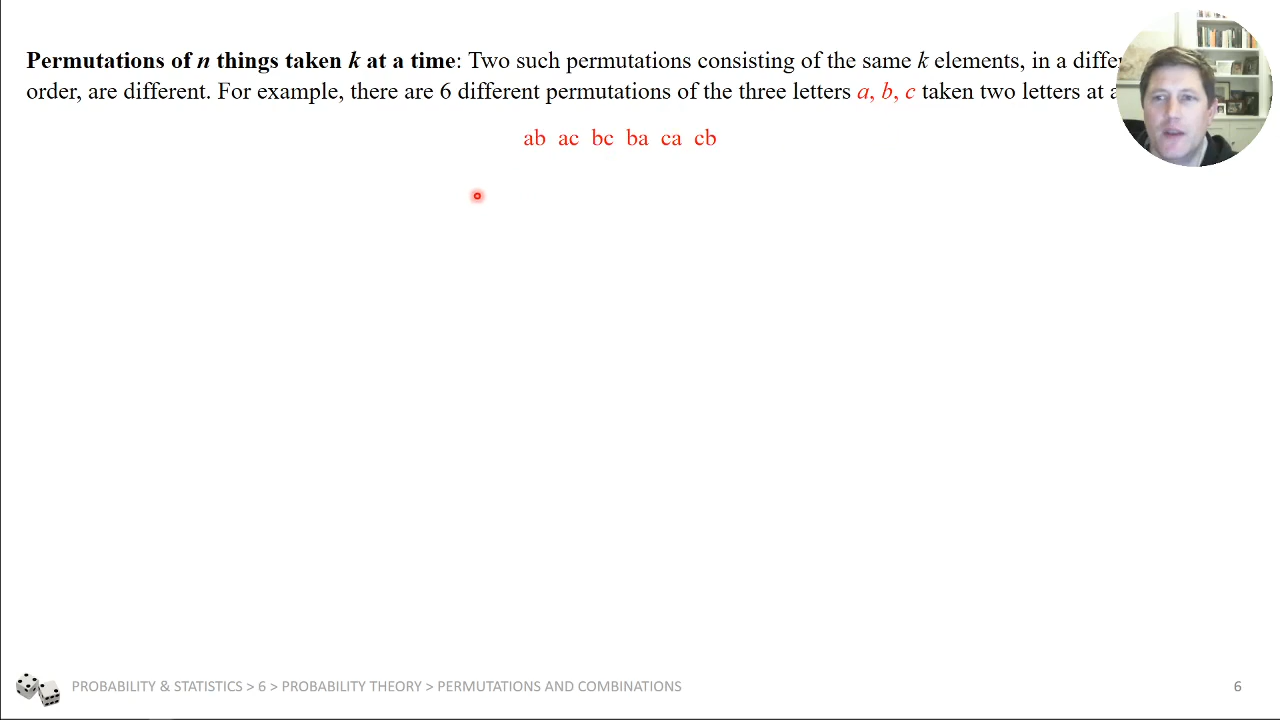 Permutations of n things taken k at a time: Two such permutations consisting of the same k elements, in a
order, are different. For example, there are 6 different permutations of the three letters a, b, c taken two letters at
ab ac bc ba ca cb
PROBABILITY & STATISTICS > 6 > PROBABILITY THEORY > PERMUTATIONS AND COMBINATIONS
6